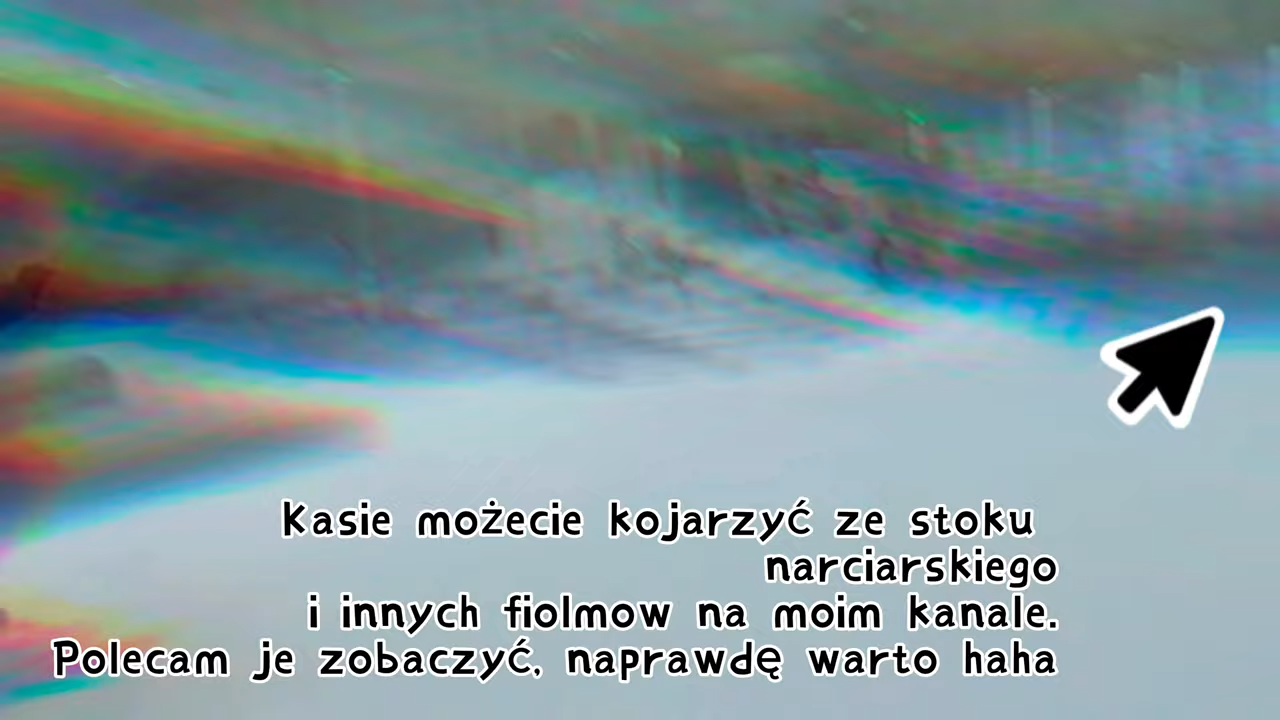 Kasie możecie kojarzyć ze stoku
narciarskiego
i innych fiolmow na moim kanale.
Polecam je zobaczyć, naprawdę warto haha